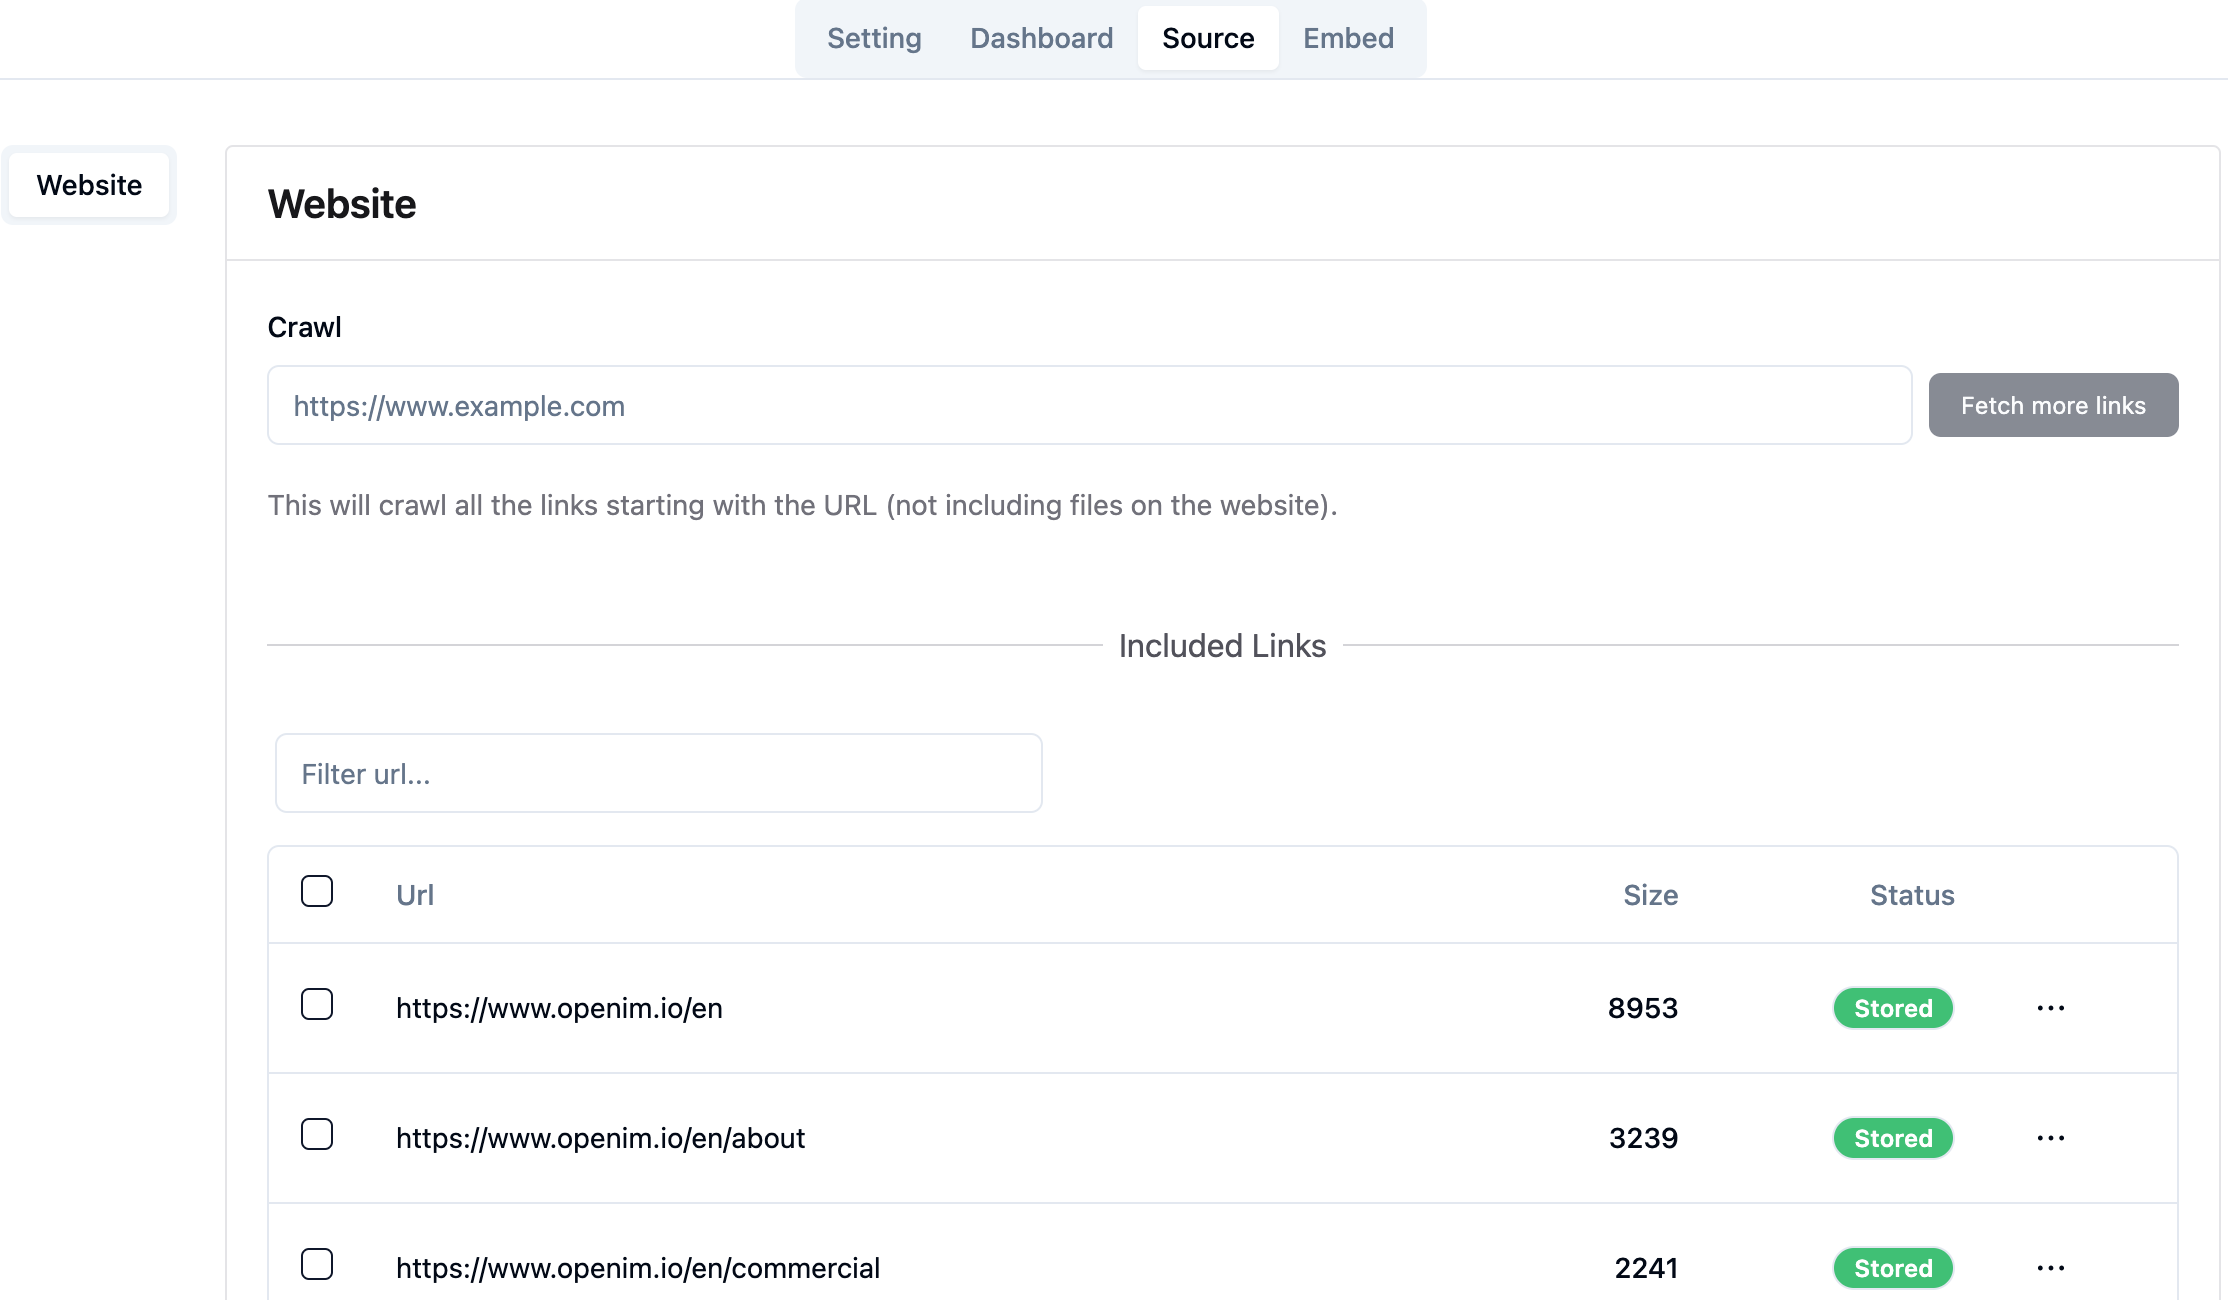 Setting Dashboard Source Embed
Website
Website
Crawl
https://www.example.com Fetch more links
This will crawl all the links starting with the URL (not including files on the website).
Included Links
Filter url...
Url Size Status
https://www.openim.io/en 8953 Stored ...
https://www.openim.io/en/about 3239 Stored ...
https://www.openim.io/en/commercial 2241 Stored ...